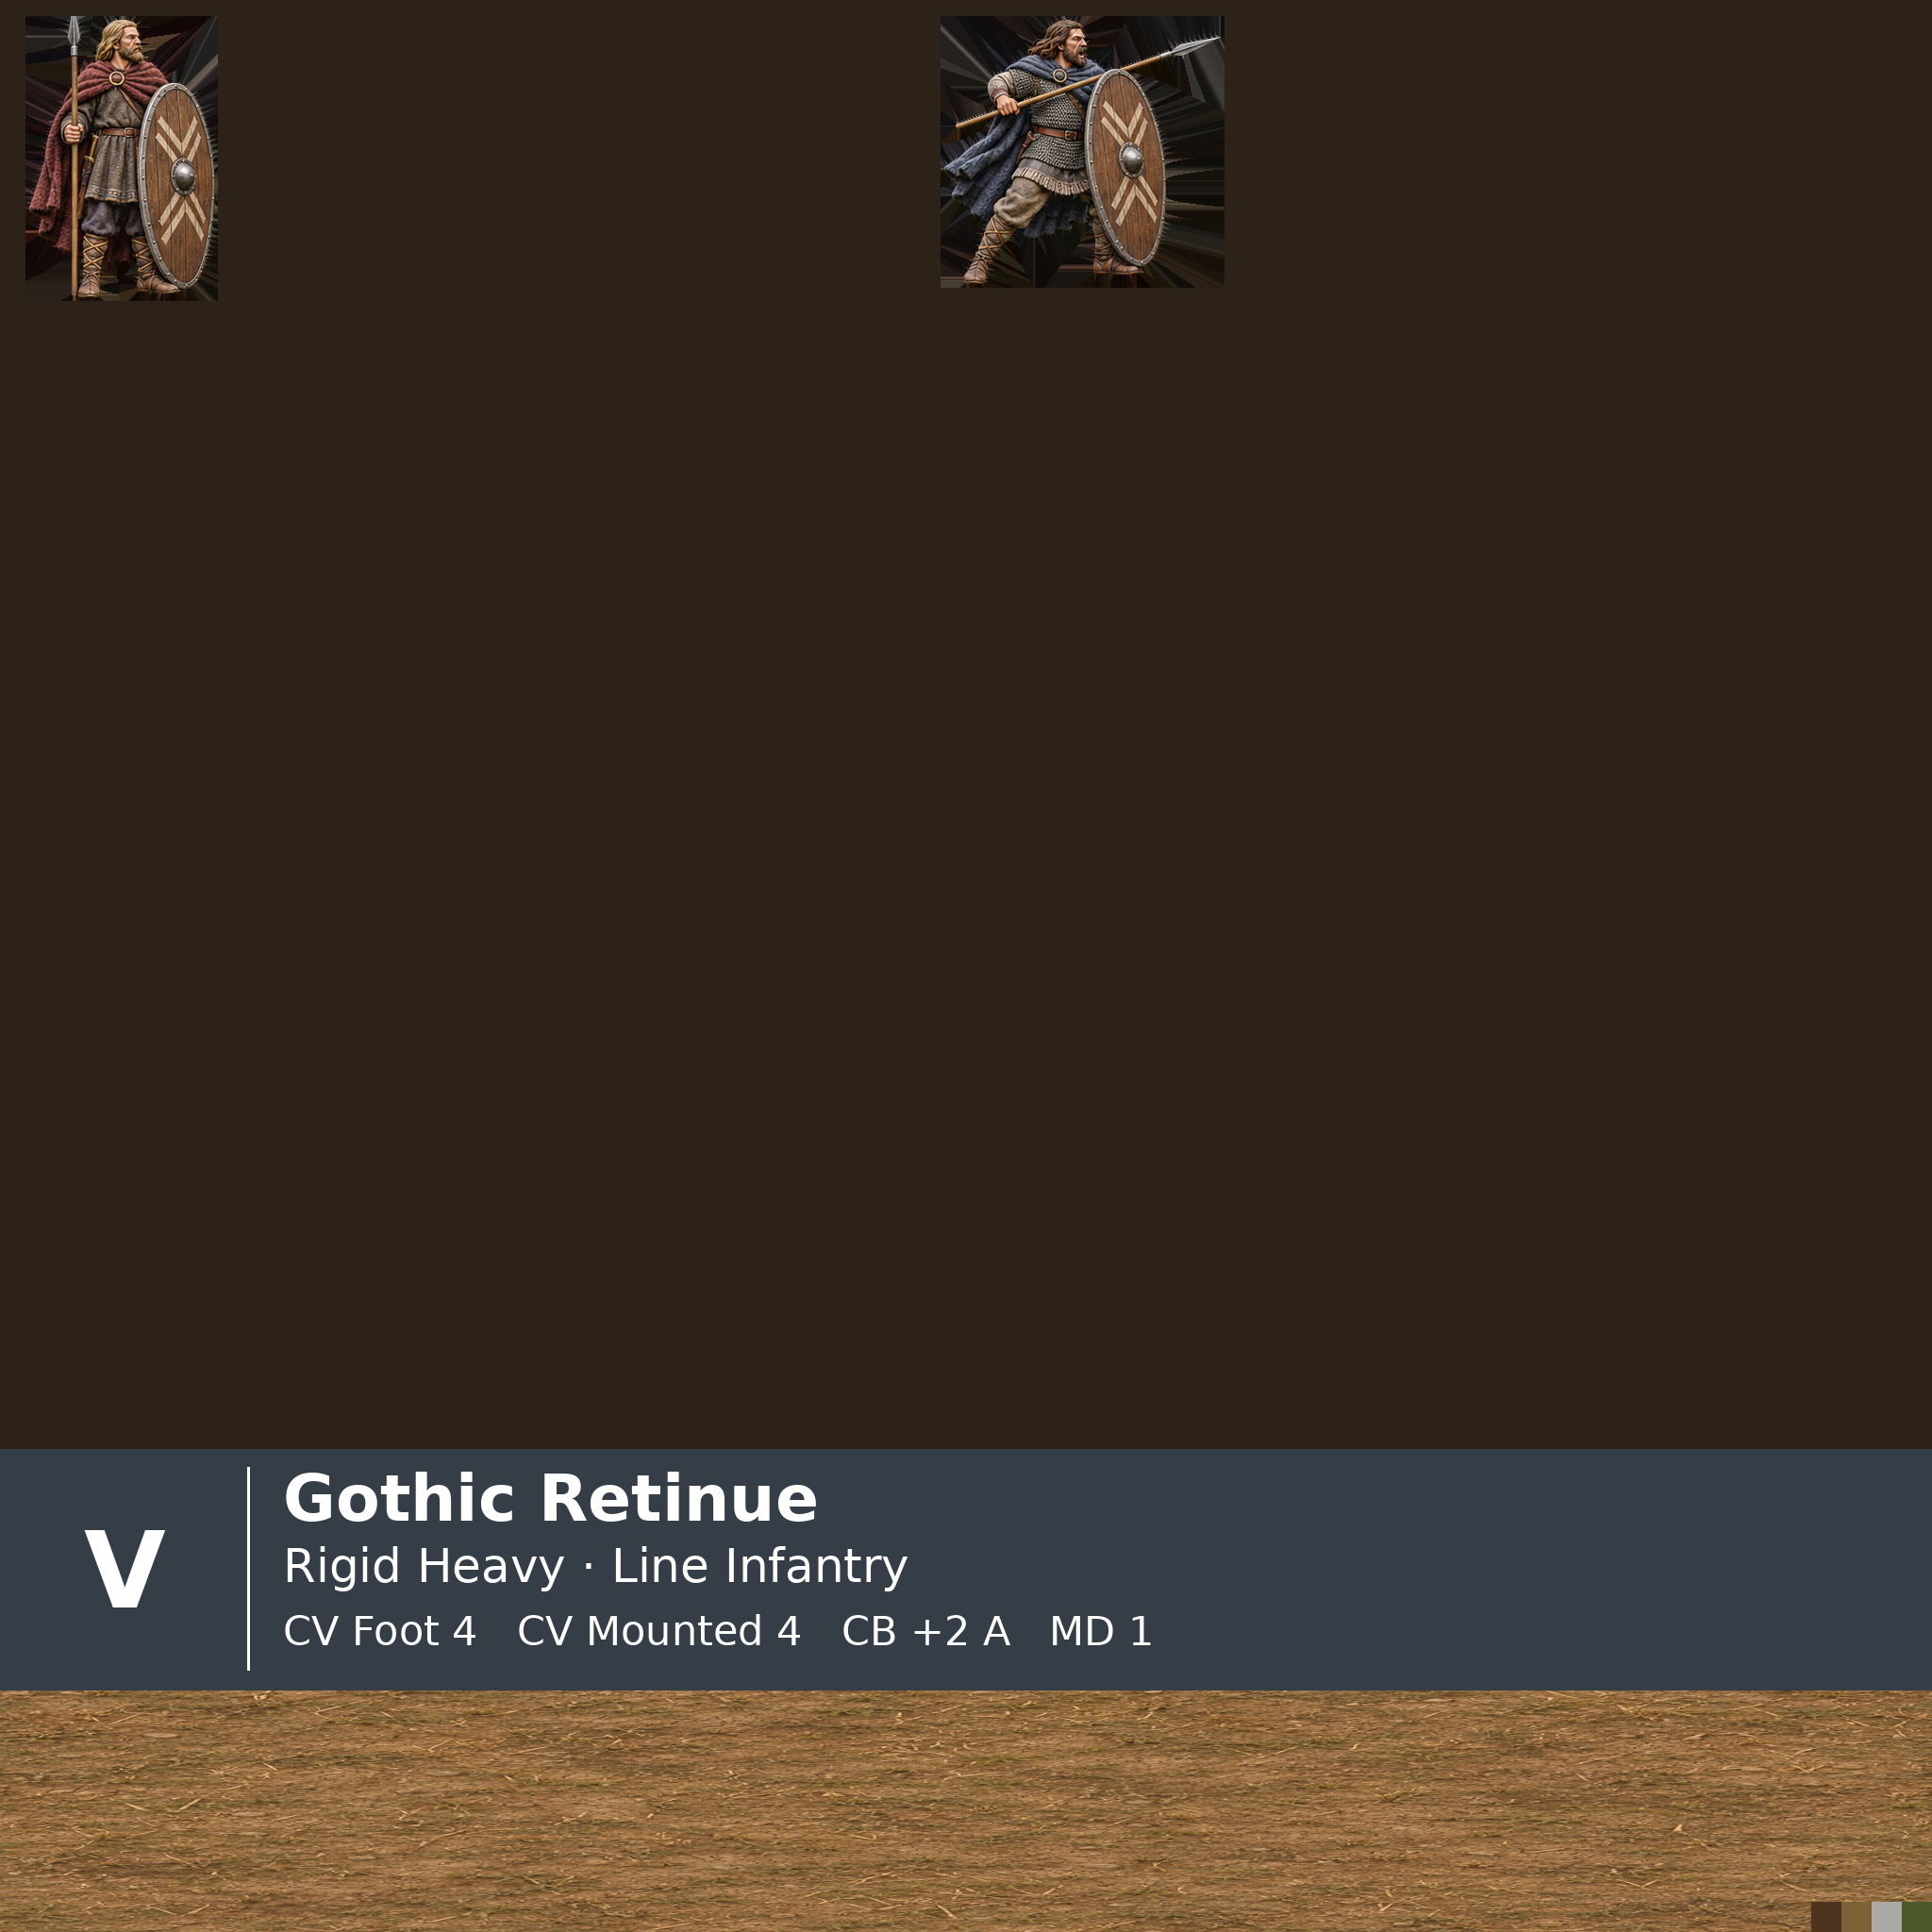 V
Gothic Retinue
Rigid Heavy · Line Infantry
CV Foot 4 CV Mounted 4 CB +2 A MD 1